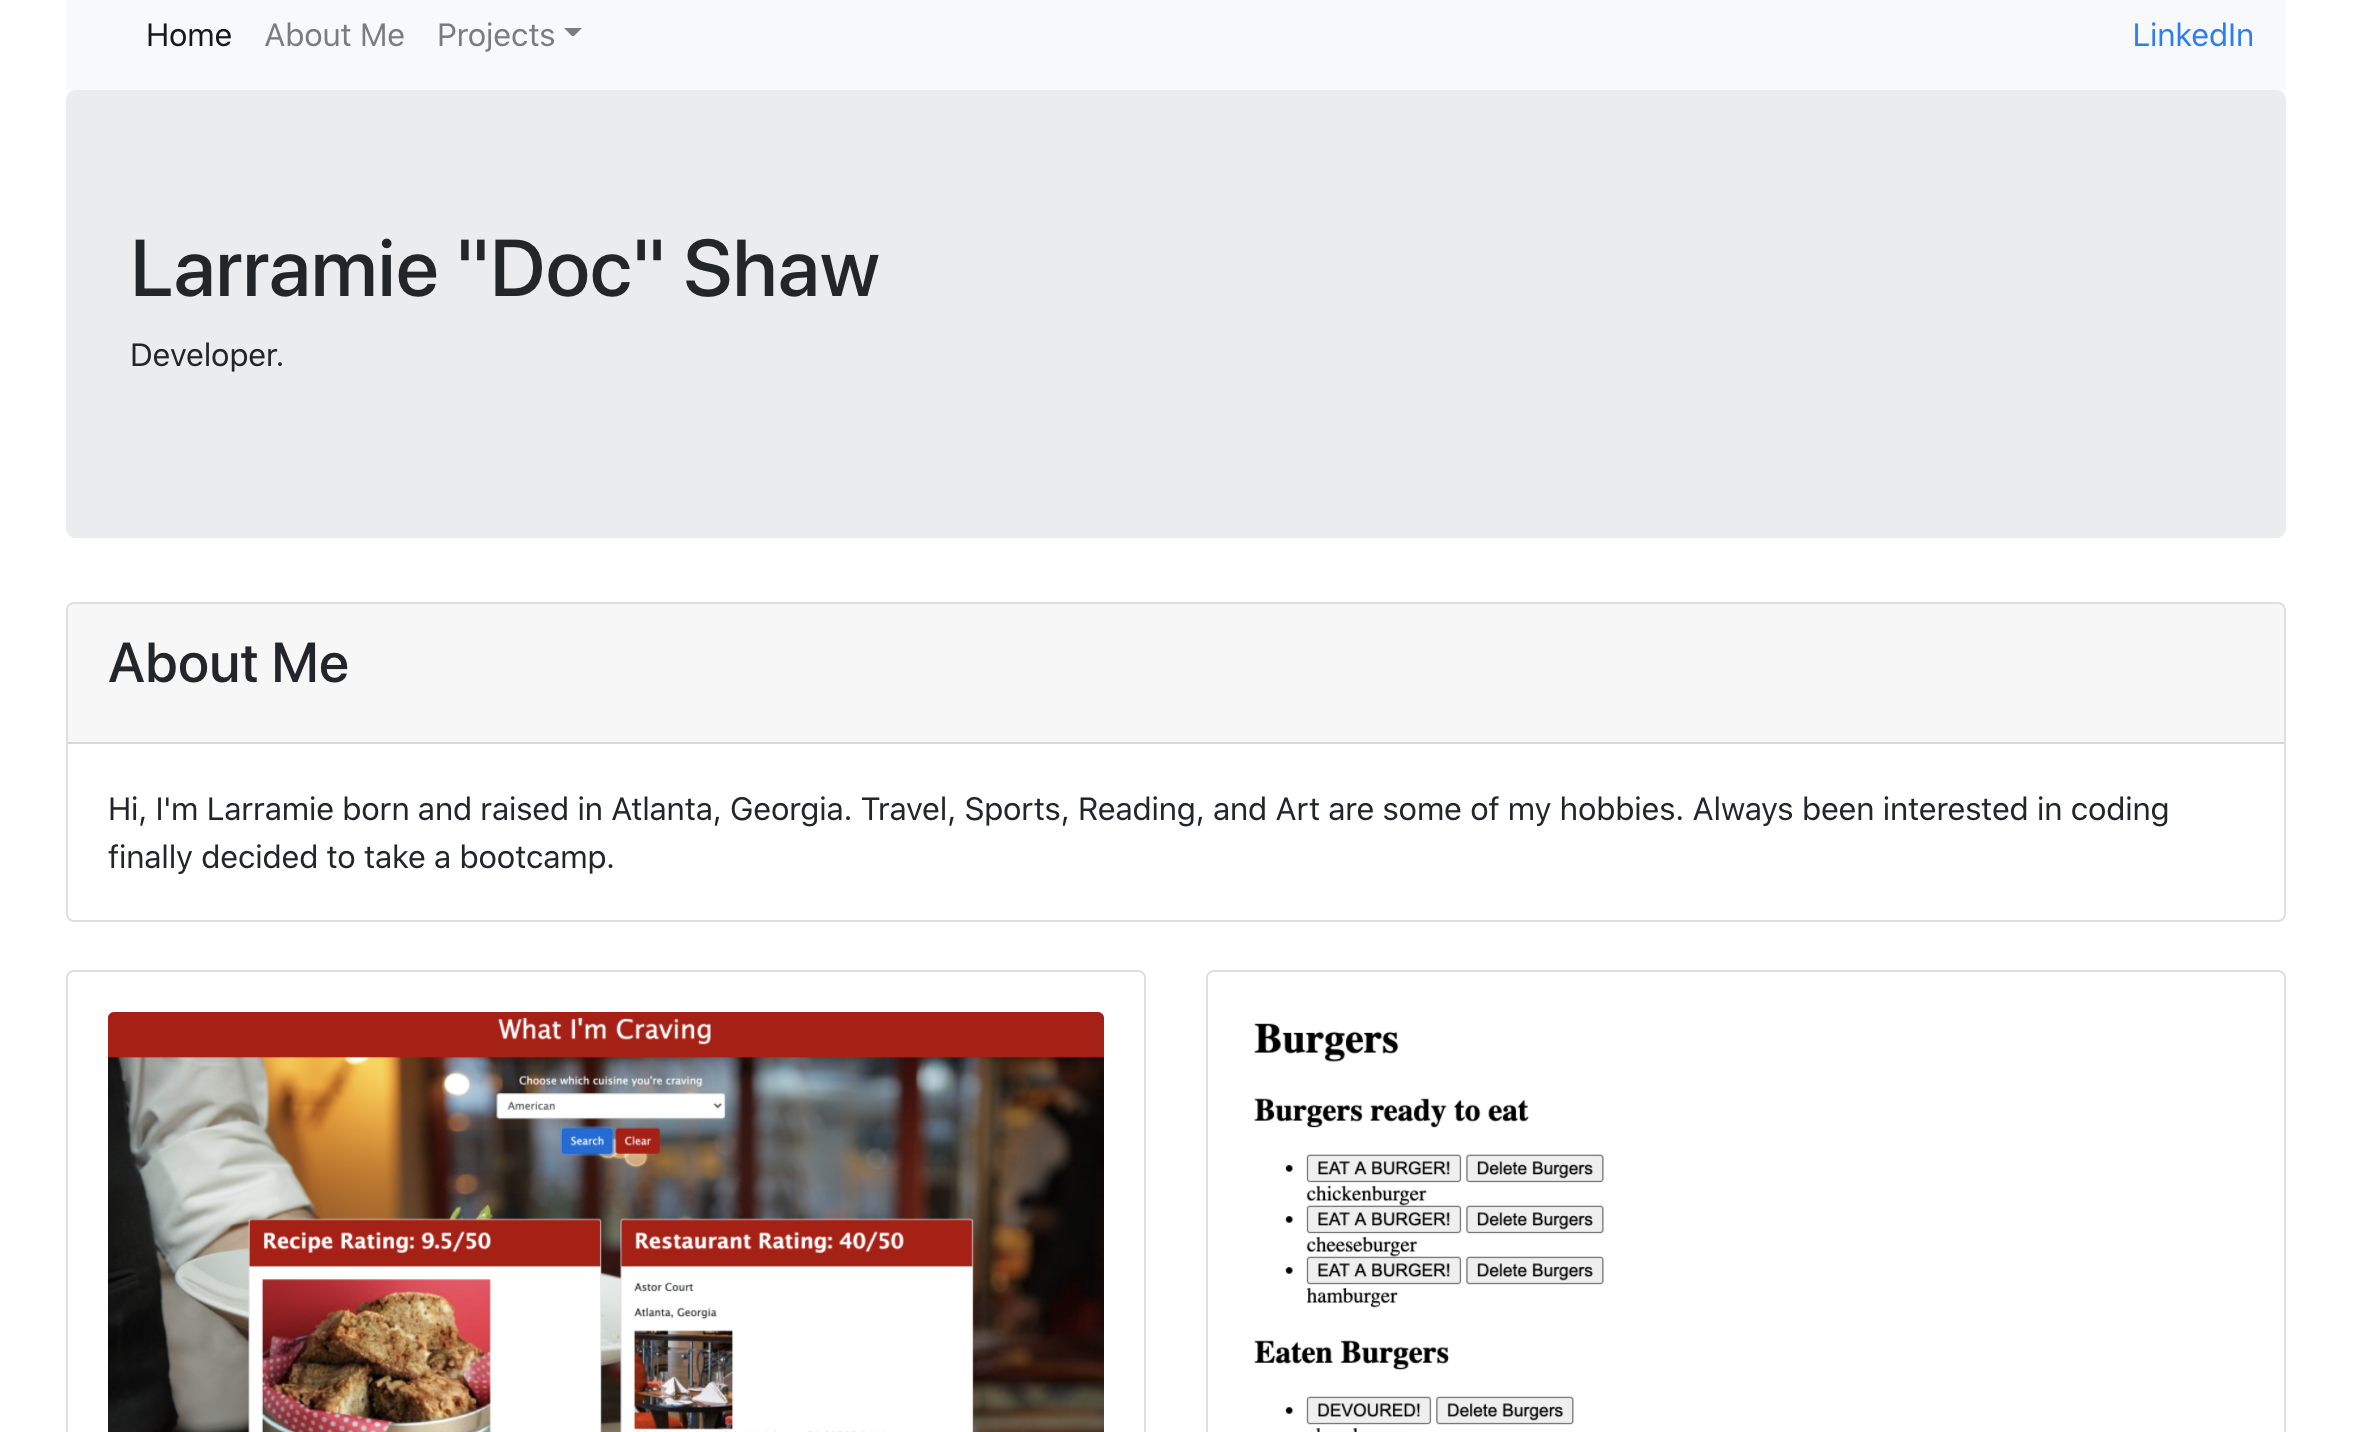 Home About Me Projects LinkedIn
Larramie "Doc" Shaw
Developer.
About Me
Hi, I'm Larramie born and raised in Atlanta, Georgia. Travel, Sports, Reading, and Art are some of my hobbies. Always been interested in coding
finally decided to take a bootcamp.
What I'm Craving
Choose which cuisine you're craving
American
Search Clear
Recipe Rating: 9.5/50
Restaurant Rating: 40/50
Astor Court
Atlanta, Georgia
Burgers
Burgers ready to eat
EAT A BURGER! Delete Burgers
chickenburger
EAT A BURGER! Delete Burgers
cheeseburger
EAT A BURGER! Delete Burgers
hamburger
Eaten Burgers
DEVOURED! Delete Burgers